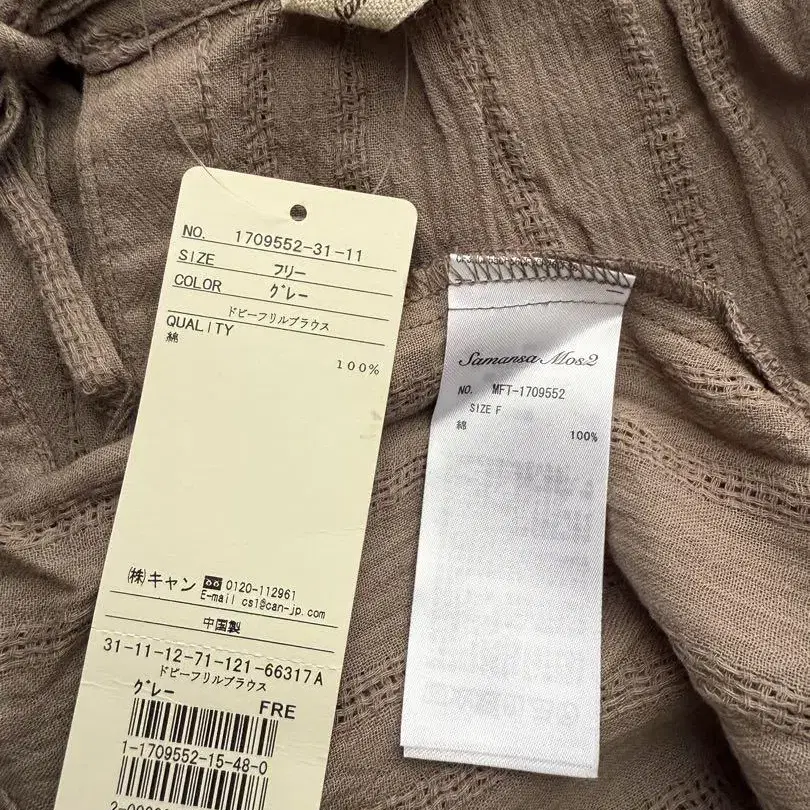 NO. 1709552-31-11
SIZE フリー
COLOR グレー
ドビーフリルブラウス
QUALITY
綿
100%
㈱キャン 0120-112961
E-mail cs1@can-jp.com
中国製
31-11-12-71-121-66317A
ドビーフリルブラウス
グレー
FRE
1-1709552-15-48-0
Samansa Mos2
NO. MFT-1709552
SIZE F
綿
100%